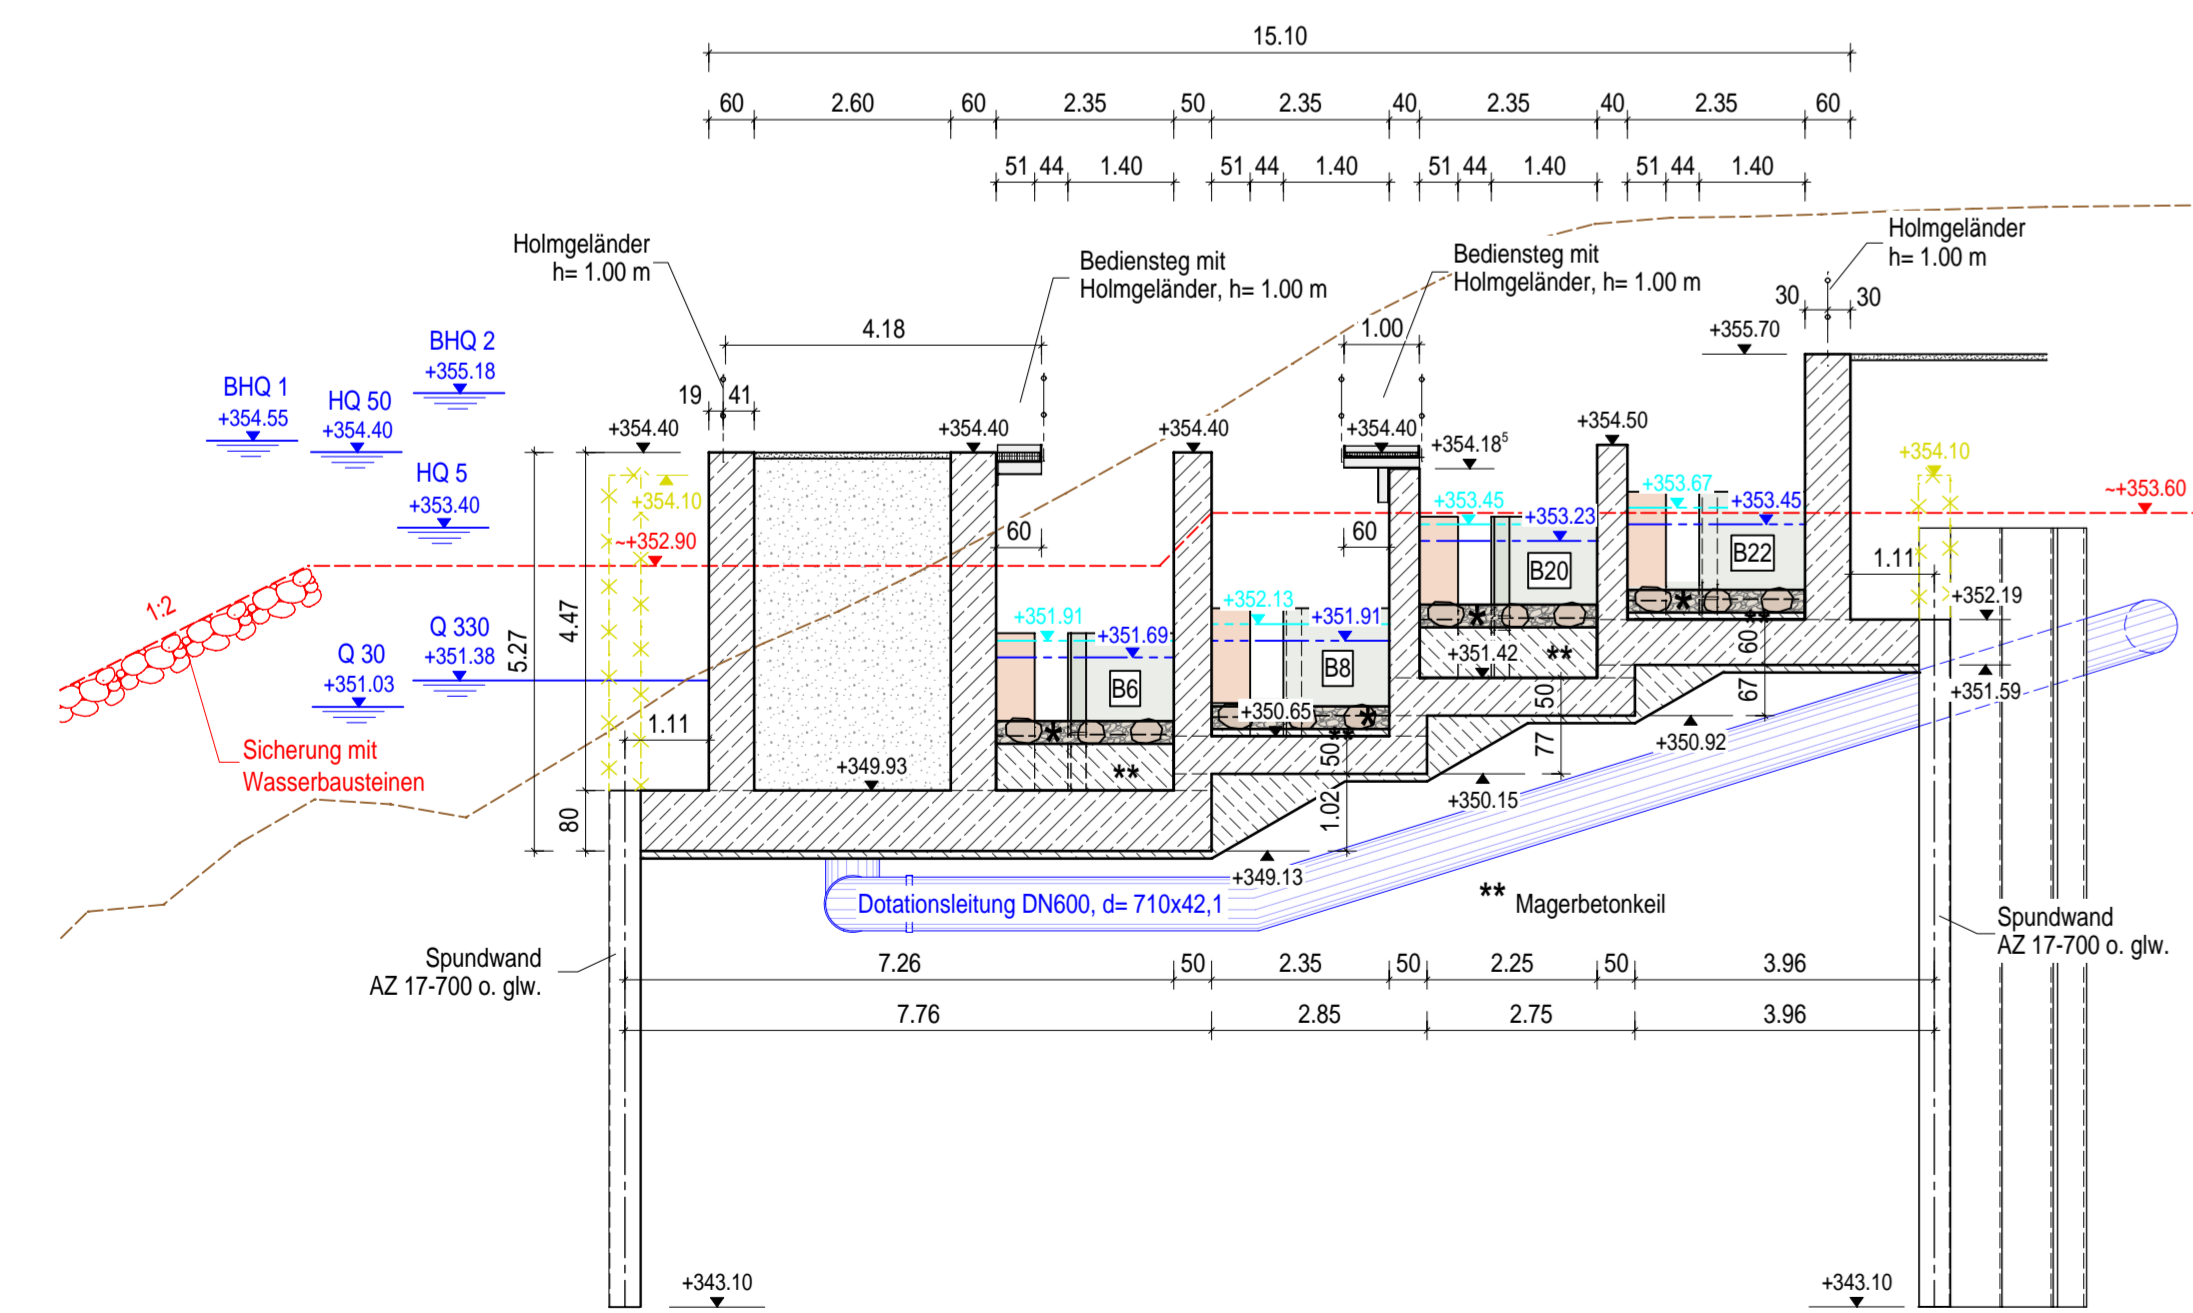 15.10
60 2.60 60 2.35 50 2.35 40 2.35 40 2.35 60
51 44 1.40 51 44 1.40 51 44 1.40 51 44 1.40
Holmgeländer
h= 1.00 m
Bediensteg mit
Holmgeländer, h= 1.00 m
Bediensteg mit
Holmgeländer, h= 1.00 m
Holmgeländer
h= 1.00 m
30 30
4.18
1.00
+355.70
BHQ 2
+355.18
BHQ 1
+354.55
HQ 50
+354.40
HQ 5
+353.40
19 41
+354.40
+354.40
+354.40
+354.40
+354.18⁵
+354.50
+354.10
+354.10
~+352.90
~+353.60
+353.45
+353.23
+353.67
+353.45
60
60
B20
B22
1.11
1:2
5.27
4.47
Q 330
+351.38
Q 30
+351.03
+351.91
+351.69
+352.13
+351.91
B6
B8
*
*
*
*
**
**
**
**
+351.42
+352.19
+351.59
60
67
50
77
50
1.02
+350.65
+350.92
+350.15
1.11
Sicherung mit
Wasserbausteinen
+349.93
80
+349.13
Dotationsleitung DN600, d= 710x42,1
** Magerbetonkeil
Spundwand
AZ 17-700 o. glw.
Spundwand
AZ 17-700 o. glw.
7.26 50 2.35 50 2.25 50 3.96
7.76 2.85 2.75 3.96
+343.10
+343.10